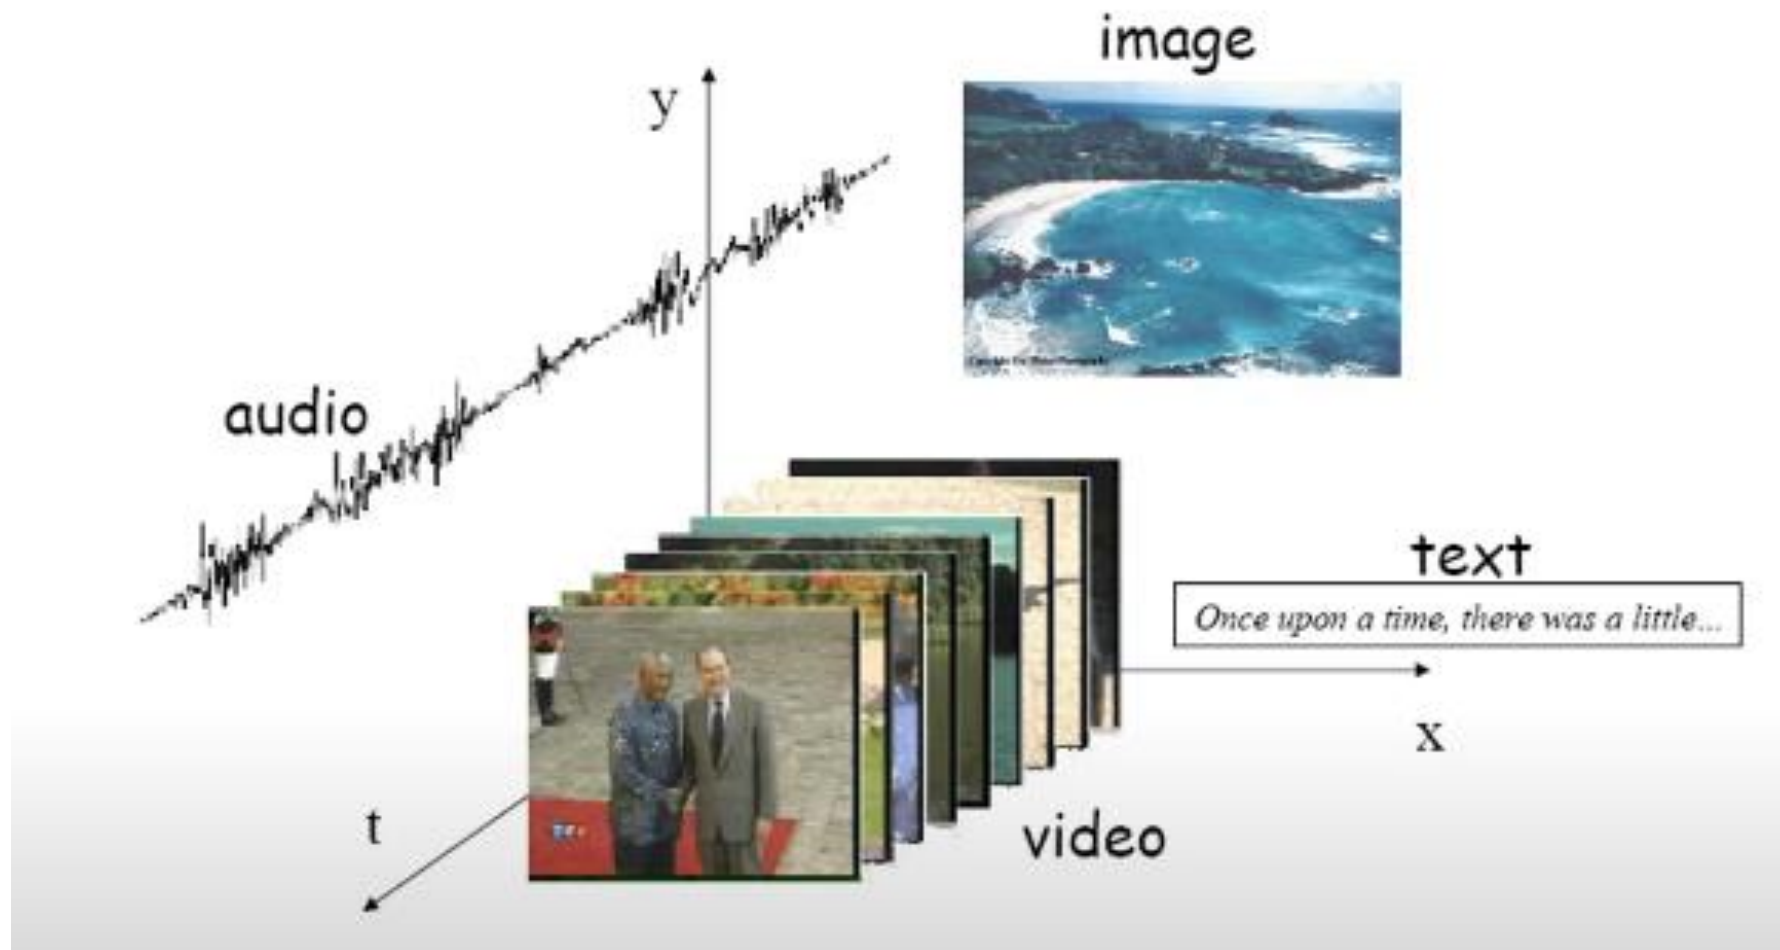 image
y
audio
text
Once upon a time, there was a little...
x
t
video